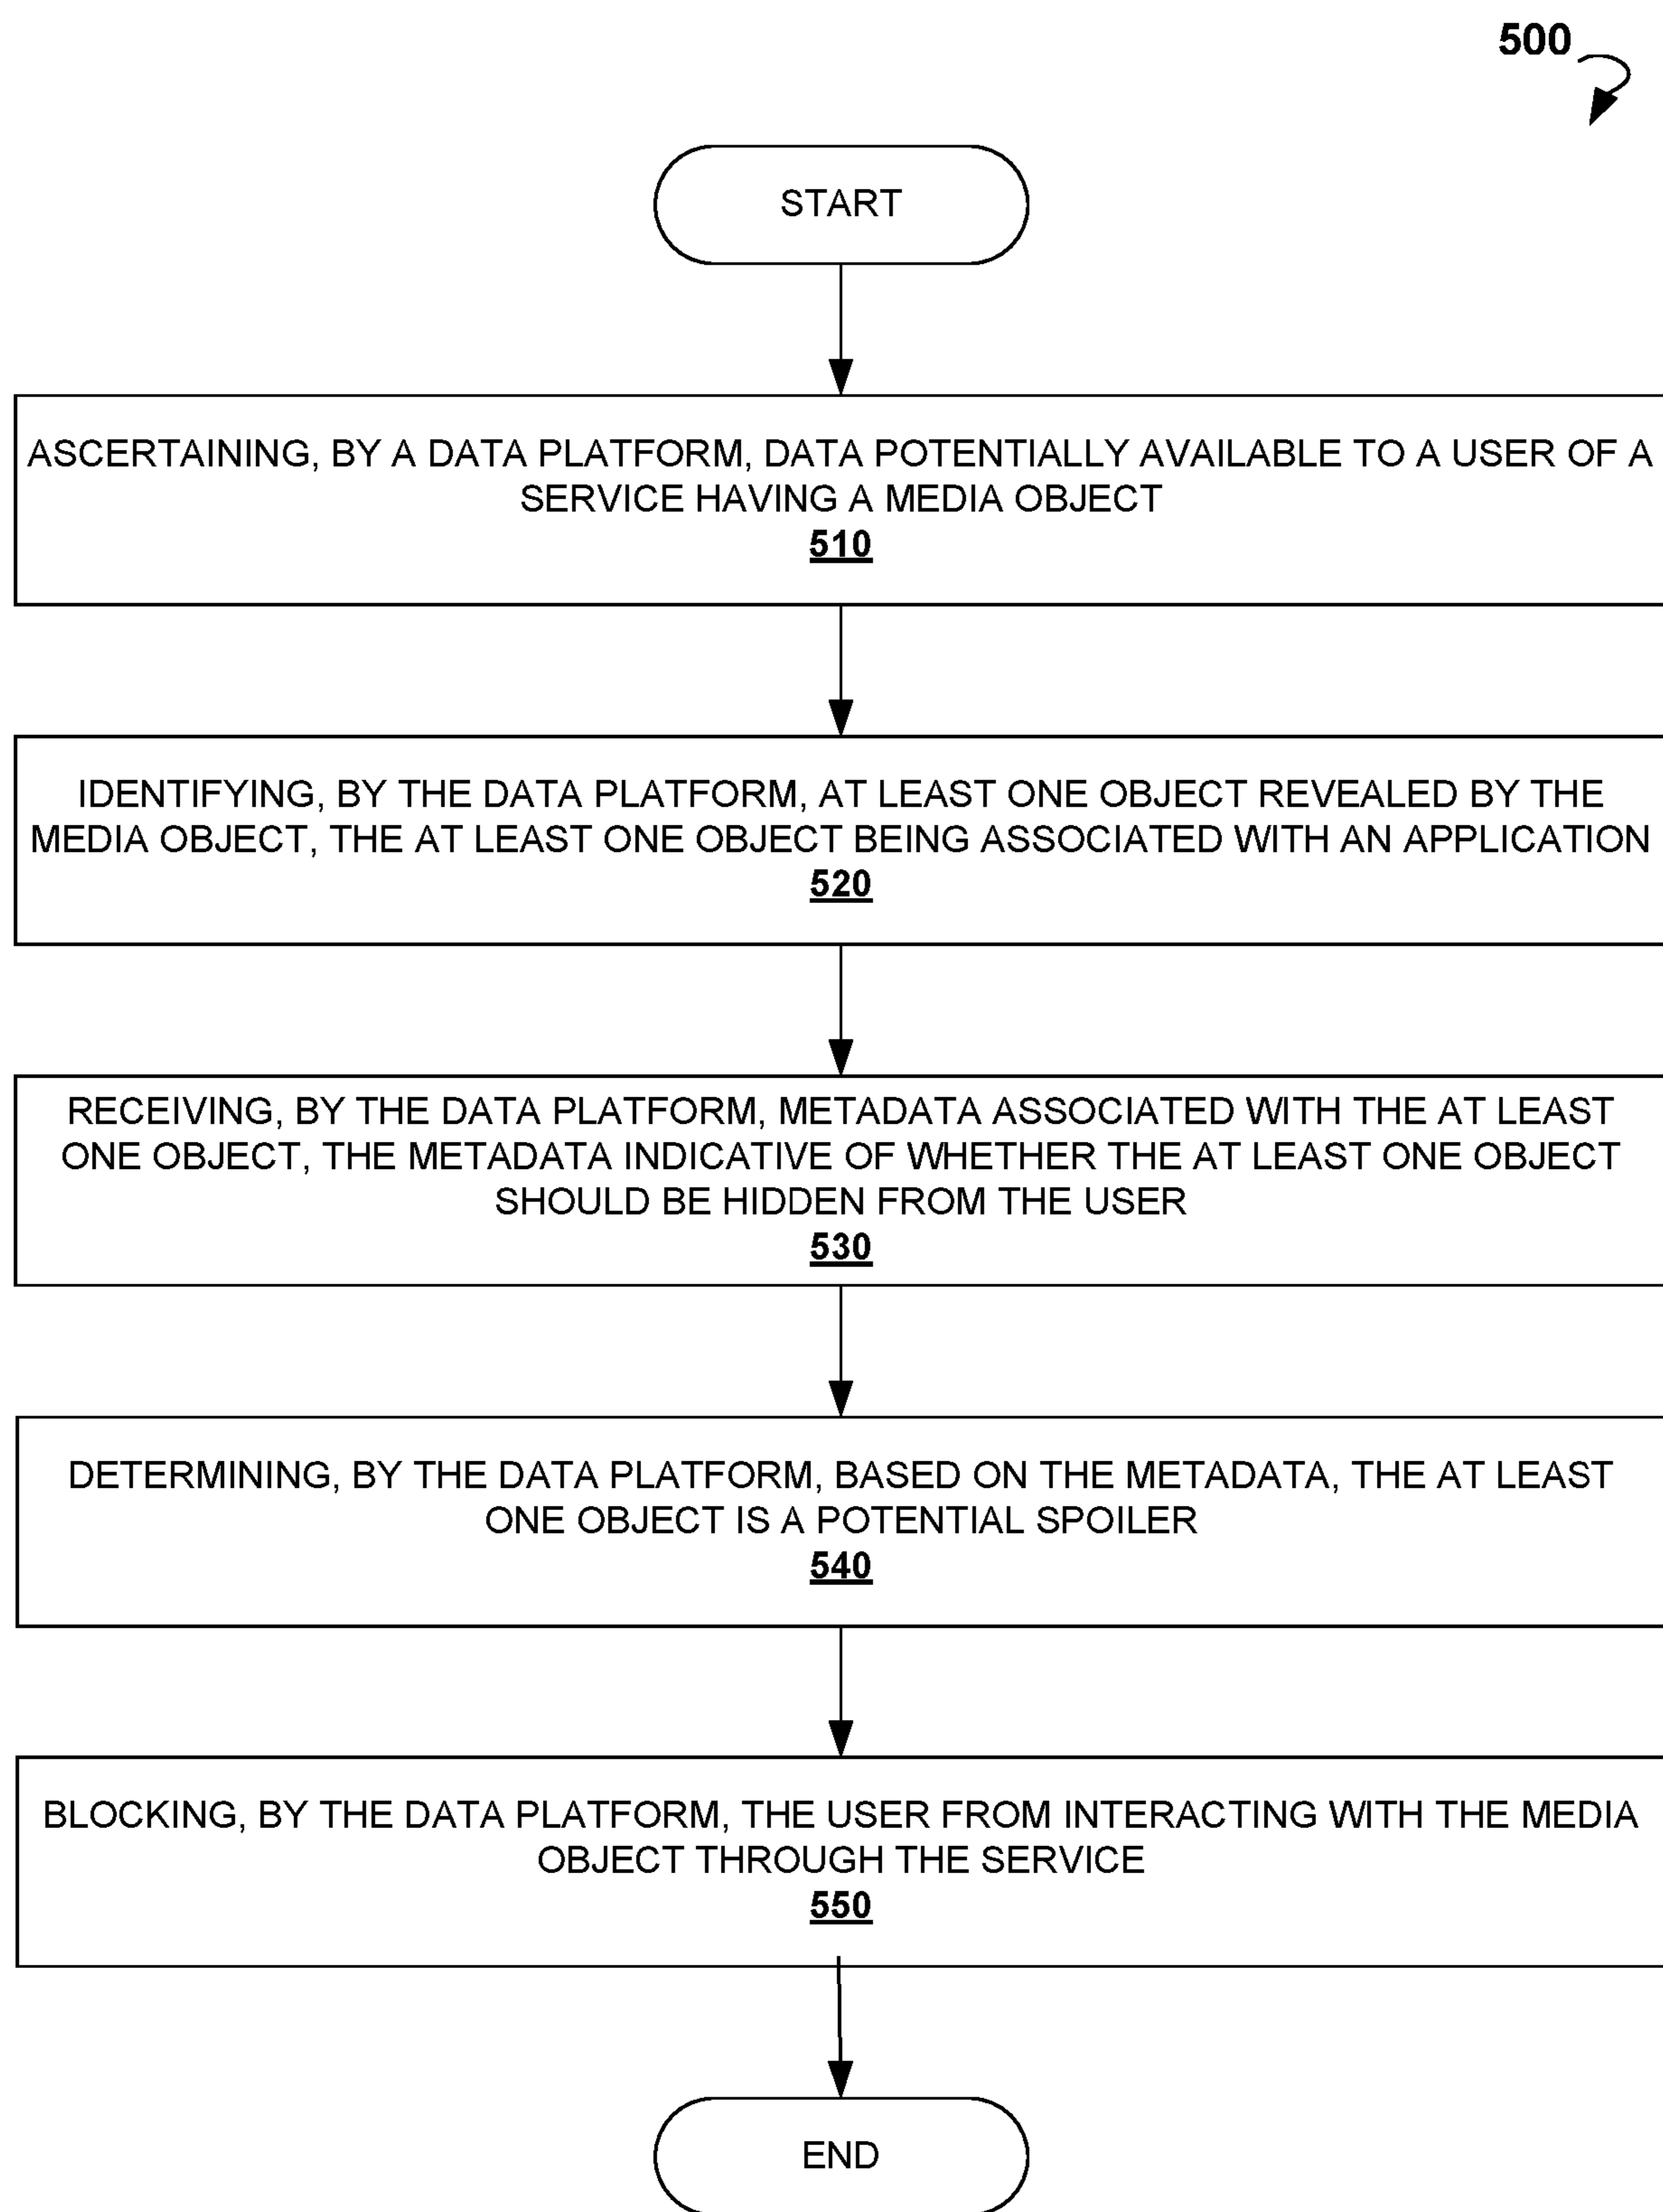 500
START
ASCERTAINING, BY A DATA PLATFORM, DATA POTENTIALLY AVAILABLE TO A USER OF A
SERVICE HAVING A MEDIA OBJECT
510
IDENTIFYING, BY THE DATA PLATFORM, AT LEAST ONE OBJECT REVEALED BY THE
MEDIA OBJECT, THE AT LEAST ONE OBJECT BEING ASSOCIATED WITH AN APPLICATION
520
RECEIVING, BY THE DATA PLATFORM, METADATA ASSOCIATED WITH THE AT LEAST
ONE OBJECT, THE METADATA INDICATIVE OF WHETHER THE AT LEAST ONE OBJECT
SHOULD BE HIDDEN FROM THE USER
530
DETERMINING, BY THE DATA PLATFORM, BASED ON THE METADATA, THE AT LEAST
ONE OBJECT IS A POTENTIAL SPOILER
540
BLOCKING, BY THE DATA PLATFORM, THE USER FROM INTERACTING WITH THE MEDIA
OBJECT THROUGH THE SERVICE
550
END